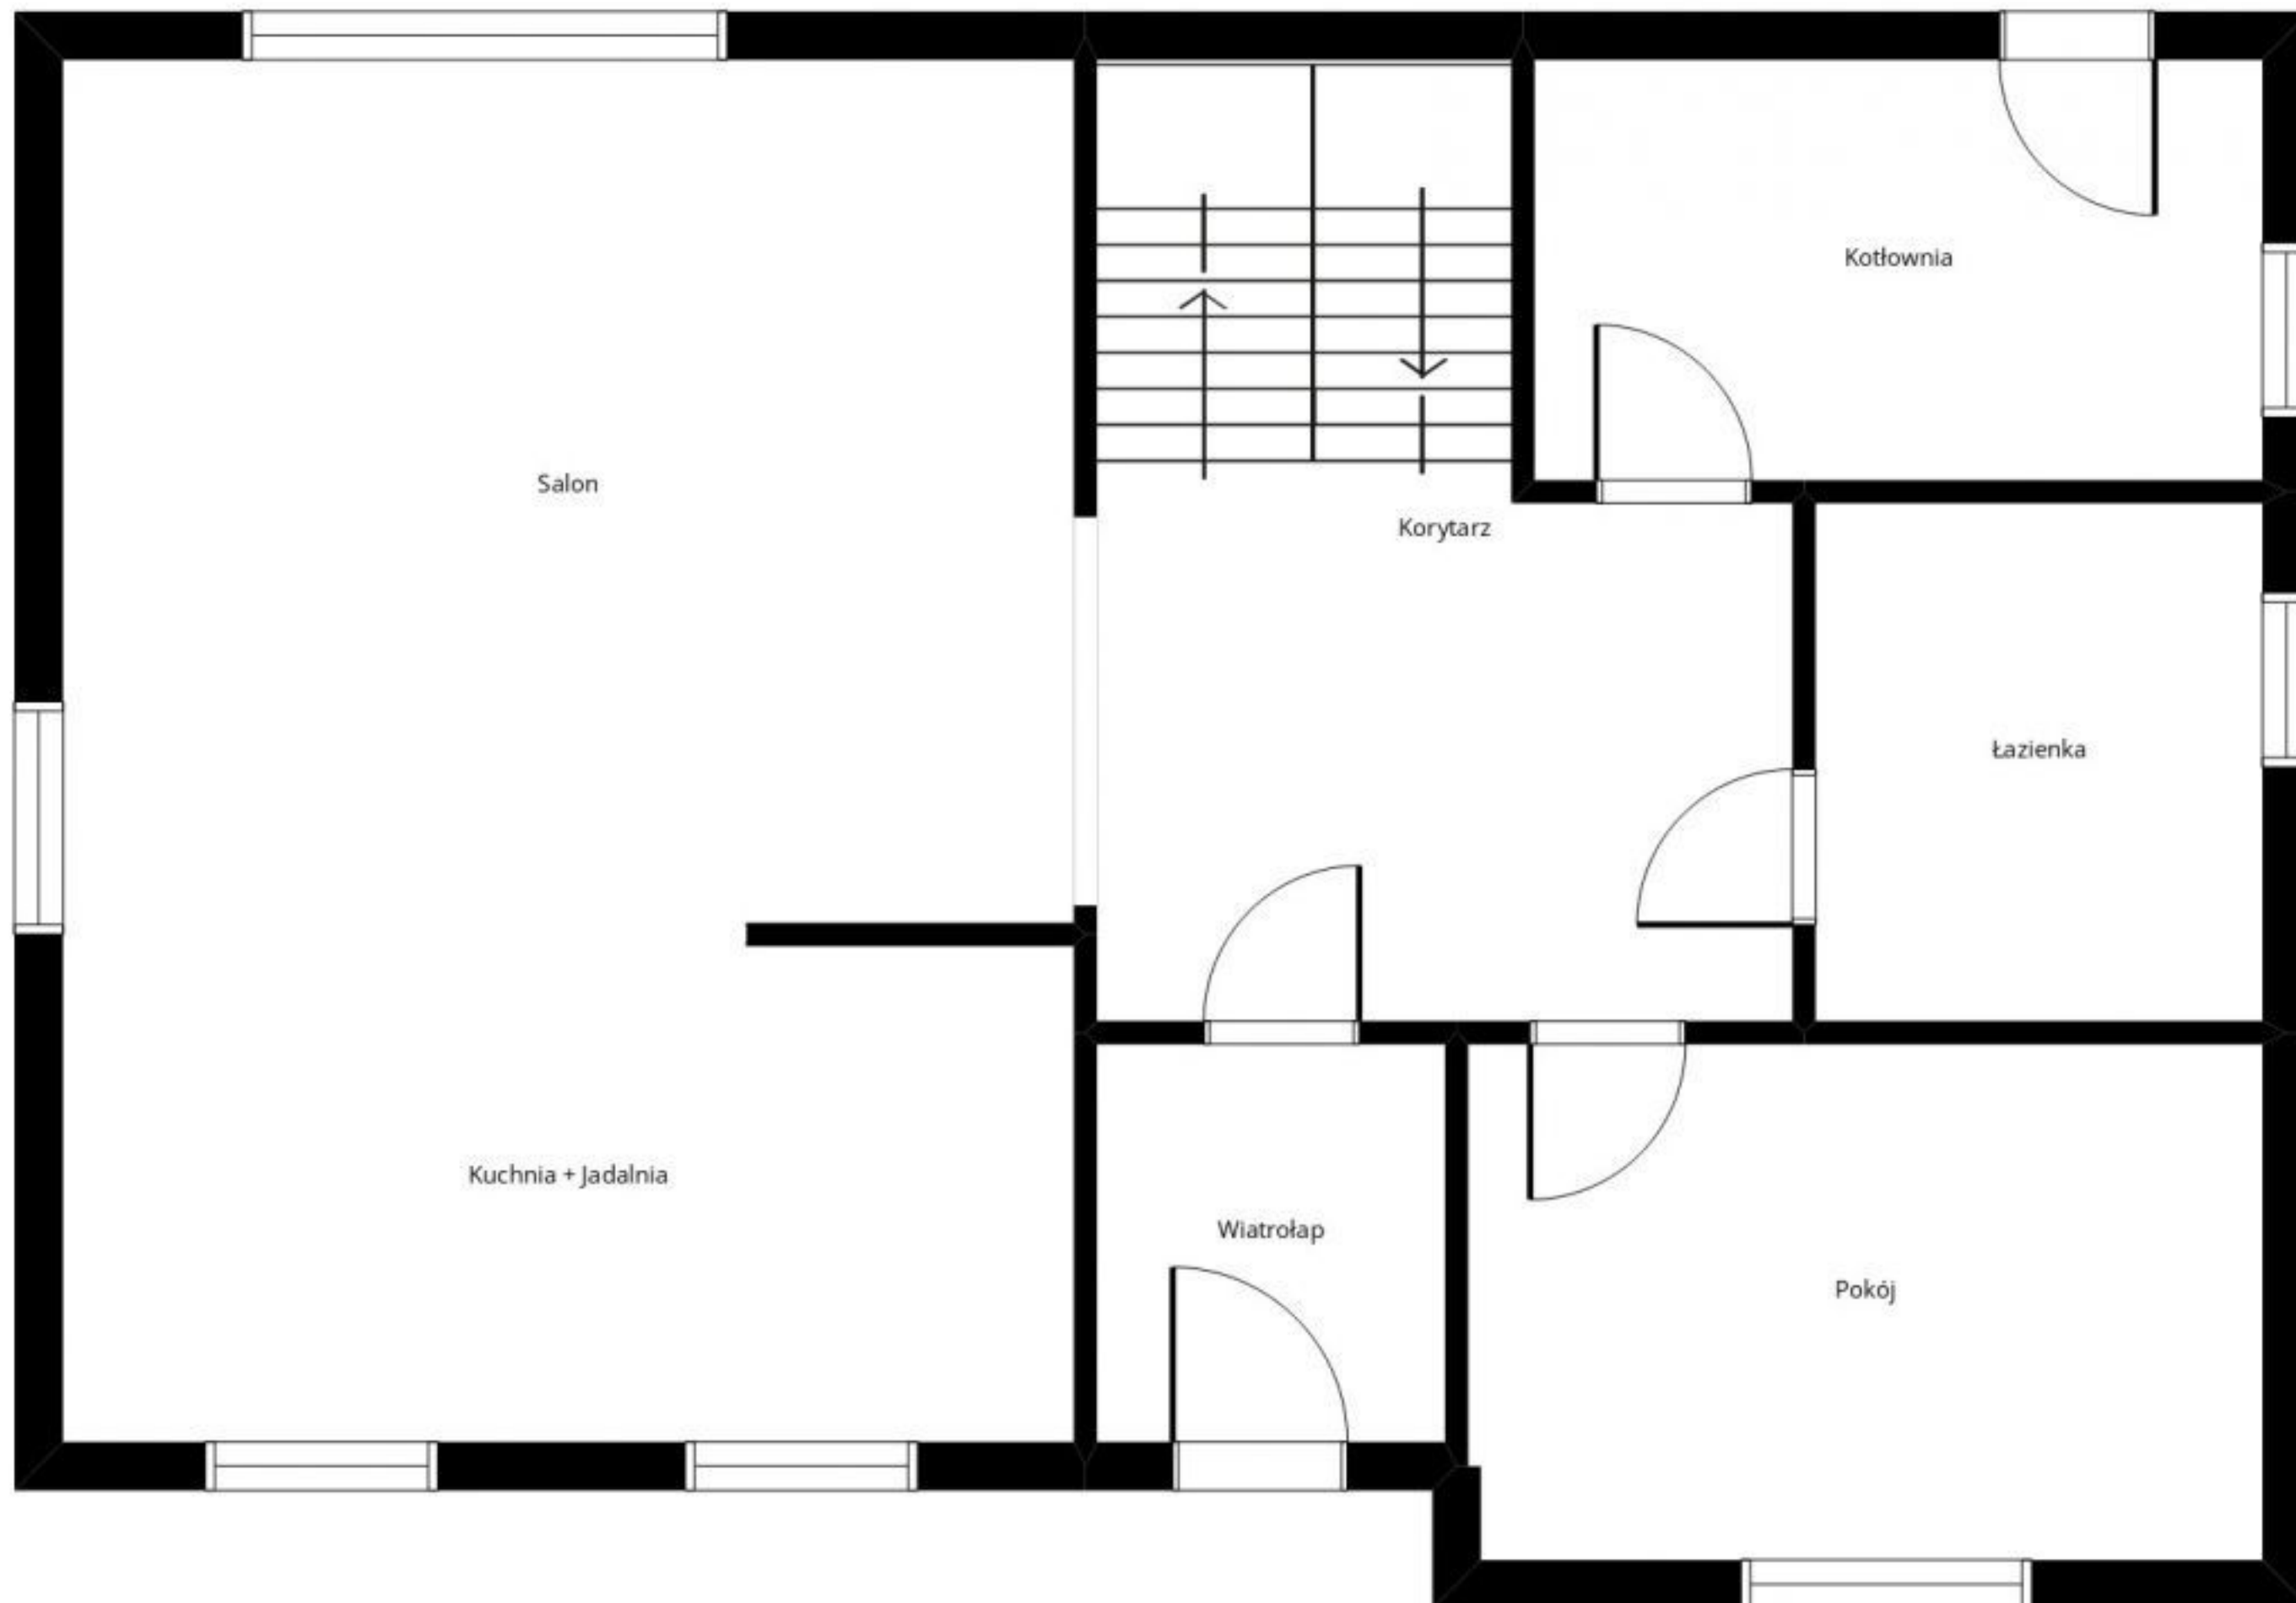 Kotłownia
Salon
Korytarz
Łazienka
Kuchnia + Jadalnia
Wiatrołap
Pokój